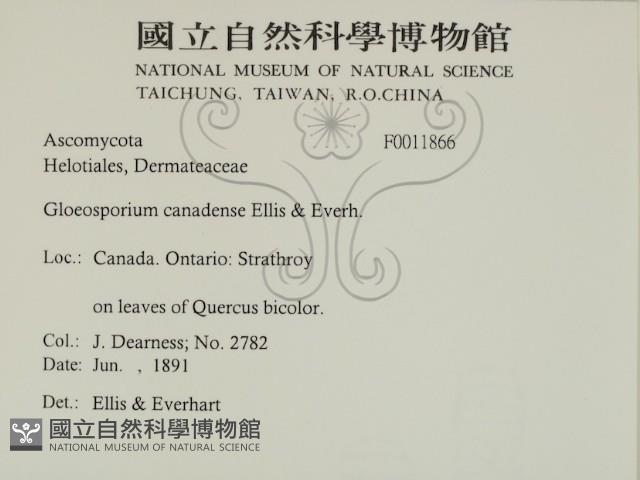 國立自然科學博物館
NATIONAL MUSEUM OF NATURAL SCIENCE
TAICHUNG, TAIWAN, R.O.CHINA
Ascomycota F0011866
Helotiales, Dermateaceae
Gloeosporium canadense Ellis & Everh.
Loc.: Canada. Ontario: Strathroy
on leaves of Quercus bicolor.
Col.: J. Dearness; No. 2782
Date: Jun. , 1891
Det.: Ellis & Everhart
國立自然科學博物館
NATIONAL MUSEUM OF NATURAL SCIENCE